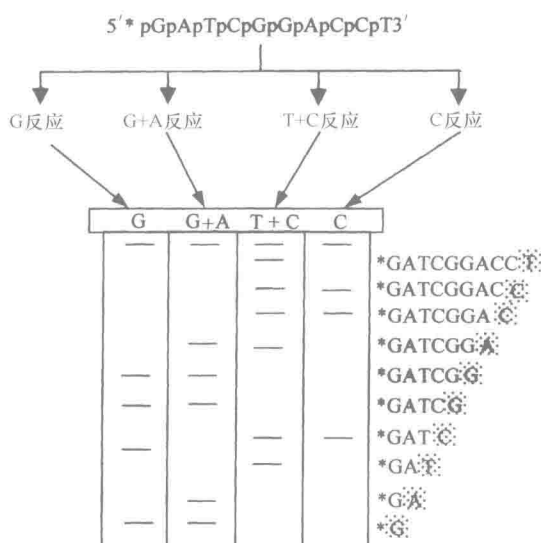 5′* pGpApTpCpGpGpApCpCpT3′
G反应 G+A反应 T+C反应 C反应
G G+A T+C C
*GATCGGACCT
*GATCGGACC
*GATCGGAC
*GATCGGA
*GATCGG
*GATCG
*GATC
*GAT
*GA
*G